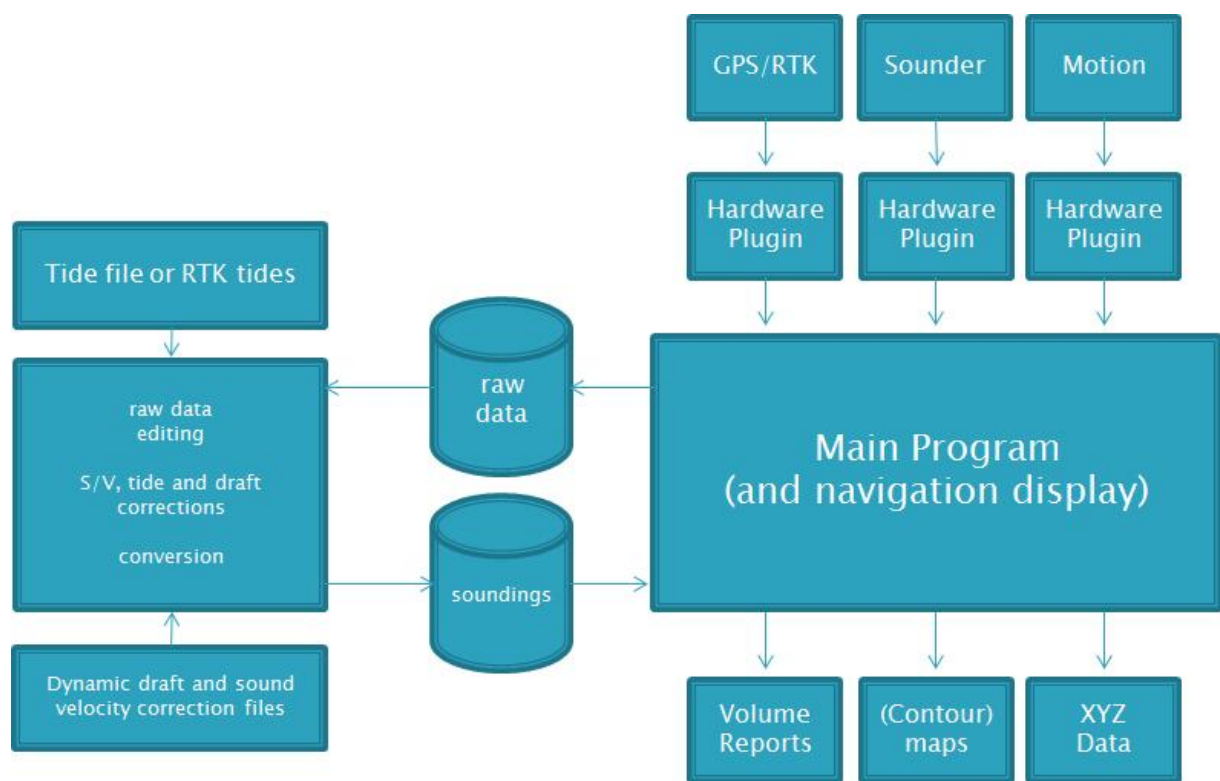 GPS/RTK
Sounder
Motion
Hardware
Plugin
Hardware
Plugin
Hardware
Plugin
Tide file or RTK tides
raw data
editing
S/V, tide and draft
corrections
conversion
Dynamic draft and sound
velocity correction files
raw
data
soundings
Main Program
(and navigation display)
Volume
Reports
(Contour)
maps
XYZ
Data